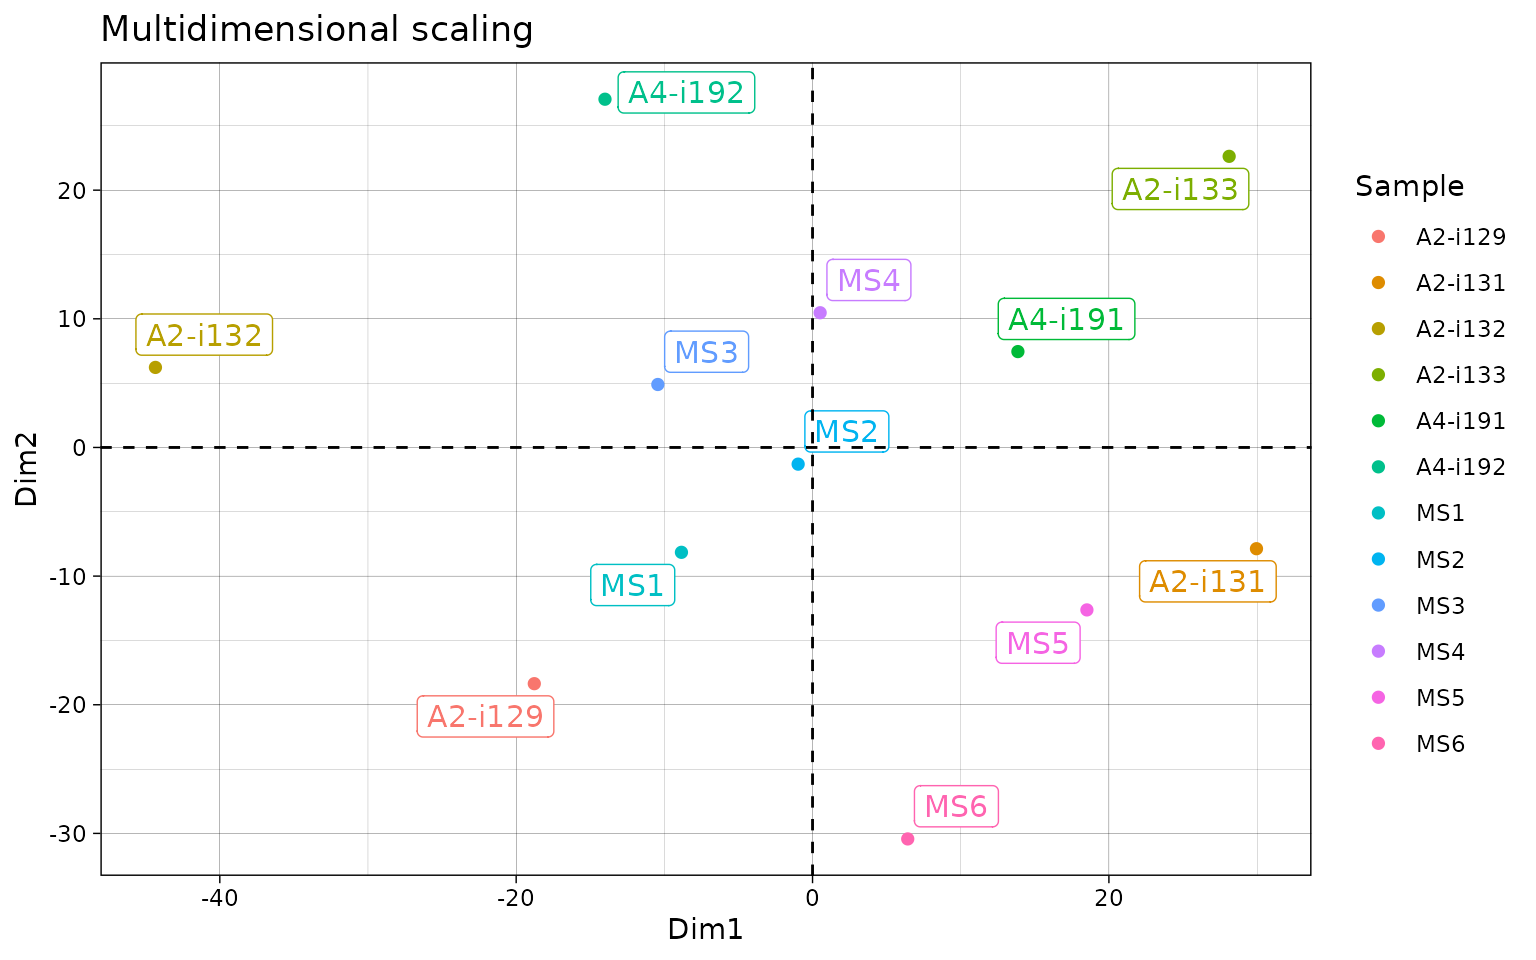 Multidimensional scaling
A4-i192
A2-i133
MS4
A4-i191
A2-i132
MS3
MS2
MS1
A2-i131
MS5
A2-i129
MS6
20
10
0
-10
-20
-30
Dim2
-40
-20
0
20
Dim1
Sample
A2-i129
A2-i131
A2-i132
A2-i133
A4-i191
A4-i192
MS1
MS2
MS3
MS4
MS5
MS6